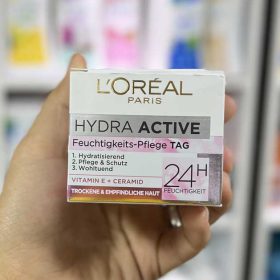 L'ORÉAL
PARIS
HYDRA ACTIVE
Feuchtigkeits-Pflege TAG
1. Hydratisierend
2. Pflege & Schutz
3. Wohltuend
VITAMIN E + CERAMID
TROCKENE & EMPFINDLICHE HAUT
24H
FEUCHTIGKEIT